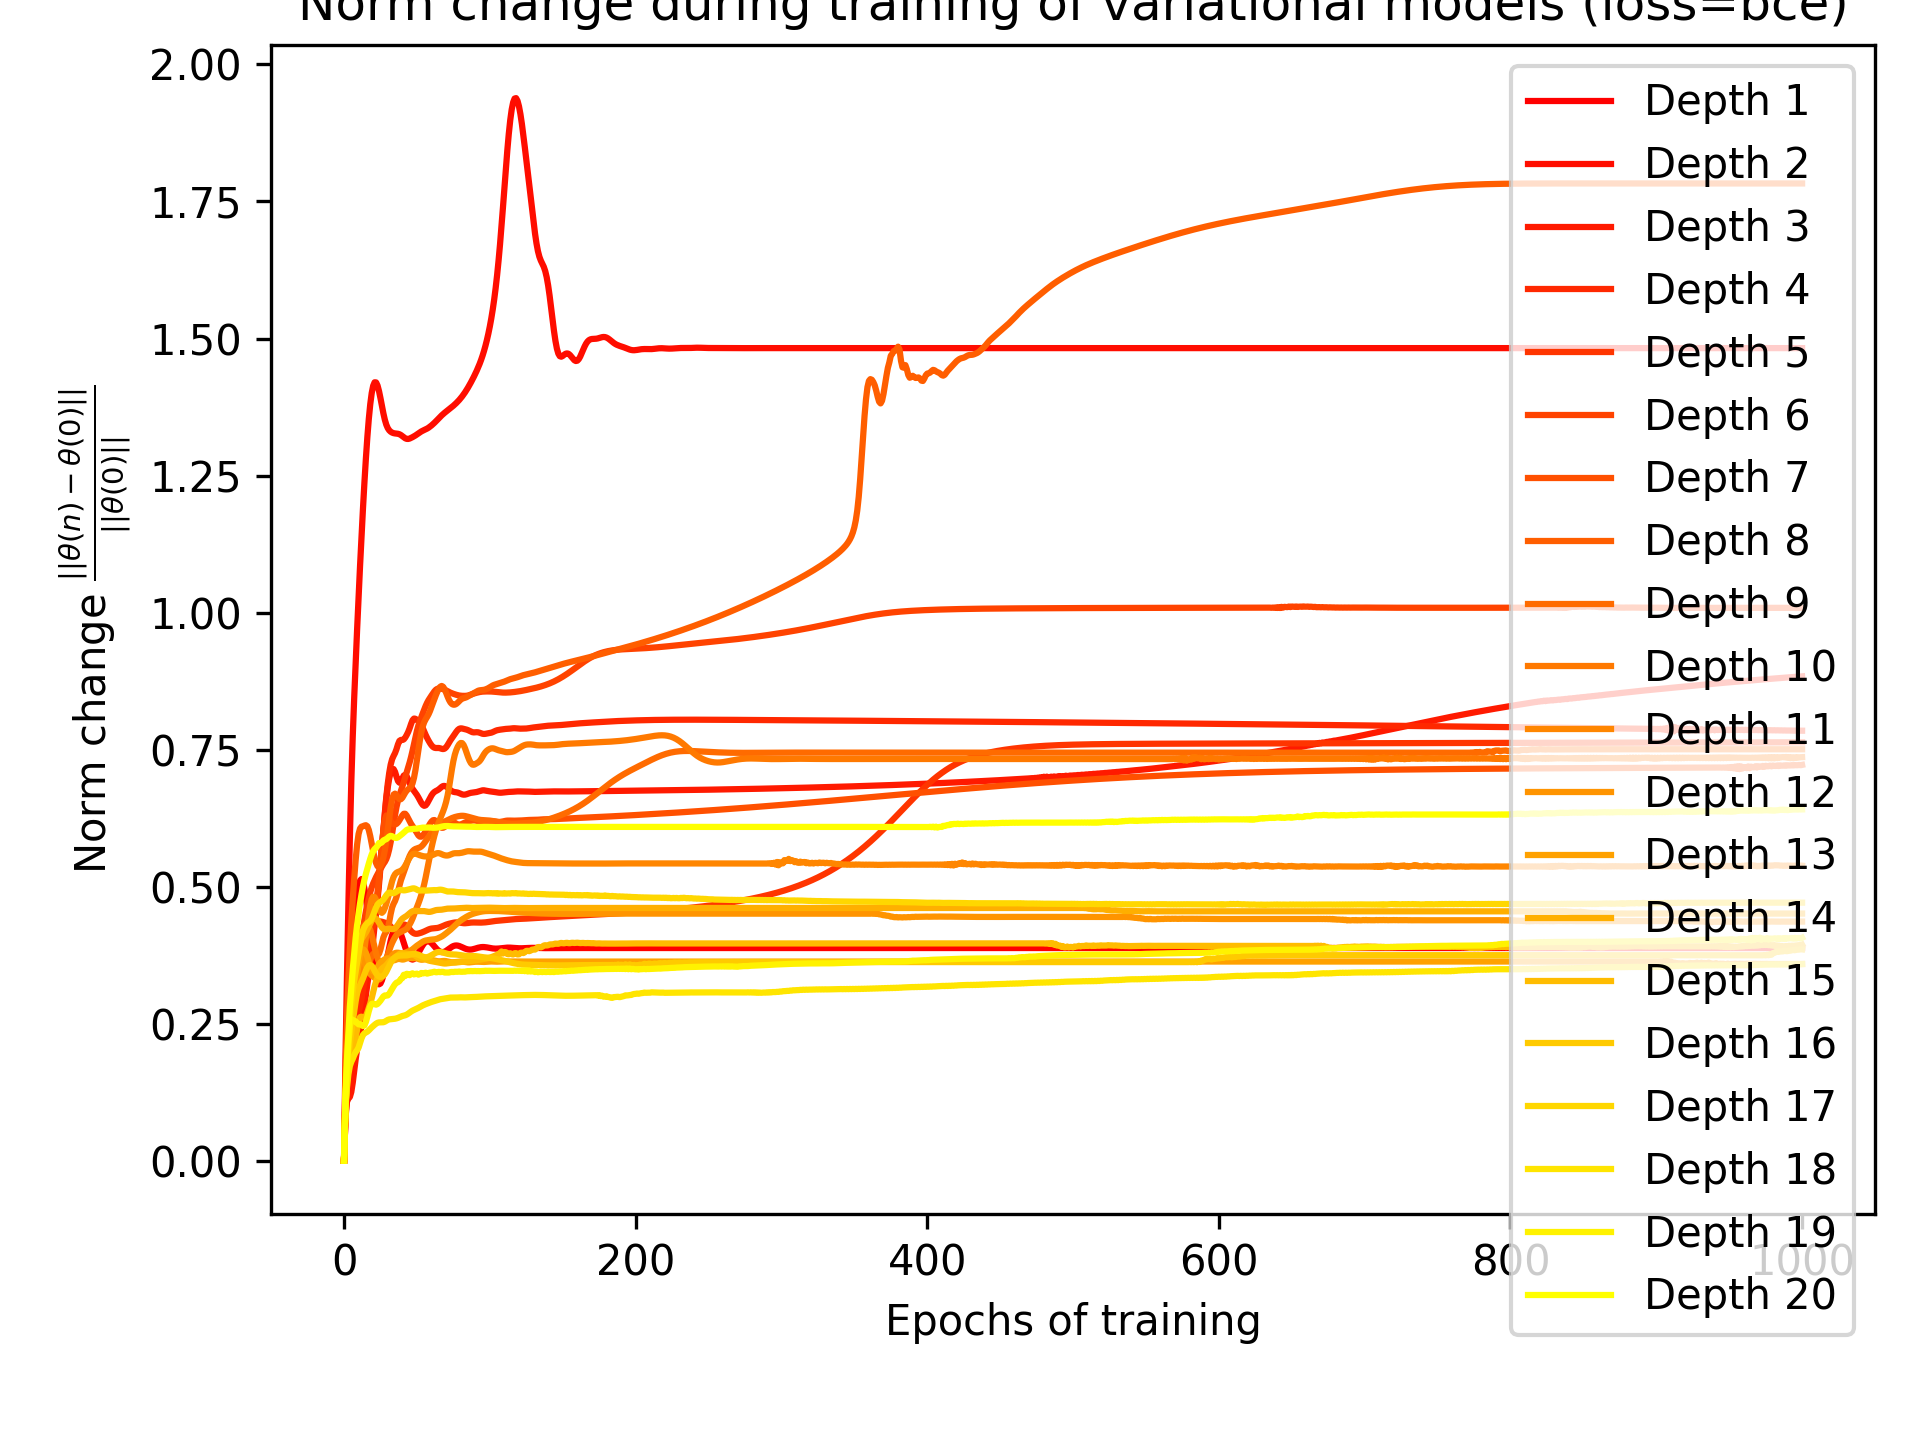 Norm change during training of variational models (loss=bce)
2.00
1.75
1.50
1.25
1.00
0.75
0.50
0.25
0.00
Norm change ||θ(n) − θ(0)|| / ||θ(0)||
0 200 400 600 800 1000
Epochs of training
Depth 1
Depth 2
Depth 3
Depth 4
Depth 5
Depth 6
Depth 7
Depth 8
Depth 9
Depth 10
Depth 11
Depth 12
Depth 13
Depth 14
Depth 15
Depth 16
Depth 17
Depth 18
Depth 19
Depth 20